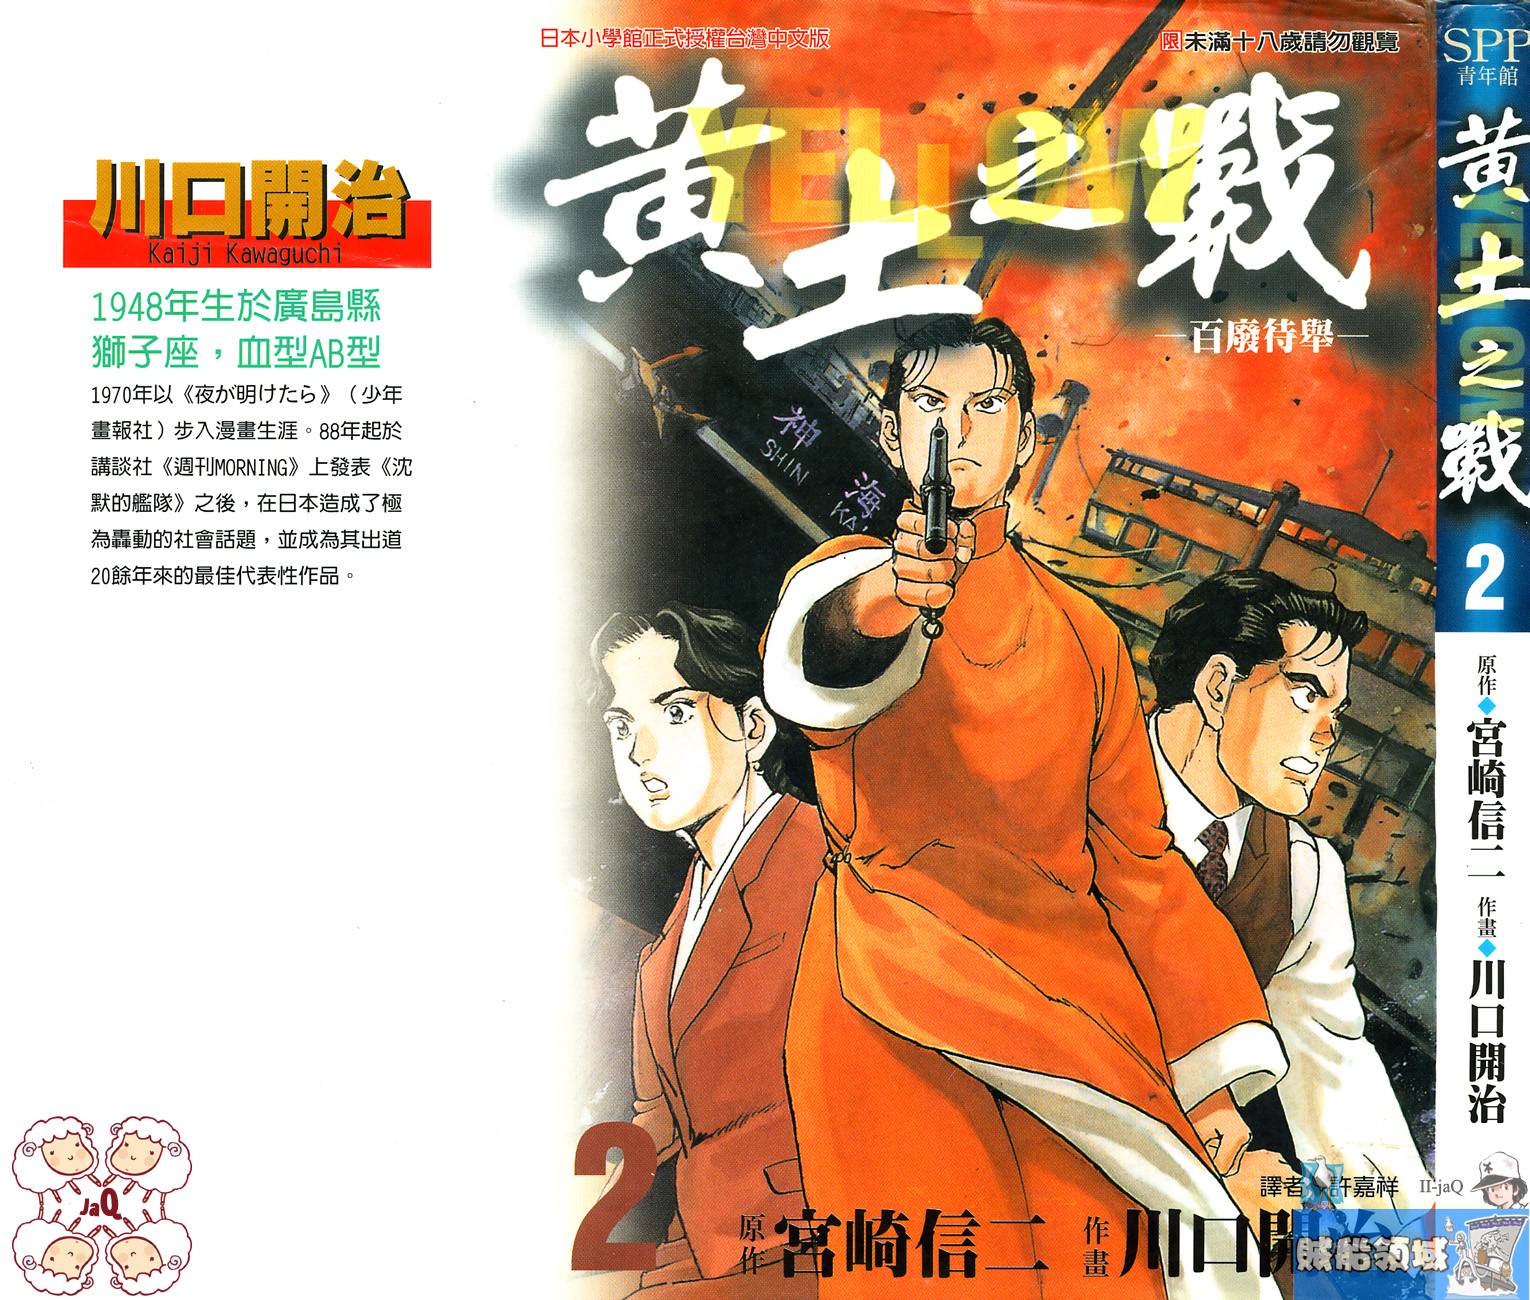 川口開治
Kaiji Kawaguchi
1948年生於廣島縣
獅子座，血型AB型
1970年以《夜が明けたら》（少年
畫報社）步入漫畫生涯。88年起於
講談社《週刊MORNING》上發表《沈
默的艦隊》之後，在日本造成了極
為轟動的社會話題，並成為其出道
20餘年來的最佳代表性作品。
JaQ
日本小學館正式授權台灣中文版
限 未滿十八歲請勿觀覽
YELLOW
黃土之戰
—百廢待舉—
神海
SHIN
2
原作 宮崎信二 作畫 川口開治
譯者 許嘉祥
II-jaQ
賊船領域
SPP
青年館
YELLOW
黃土之戰
2
原作◆宮崎信二 作畫◆川口開治